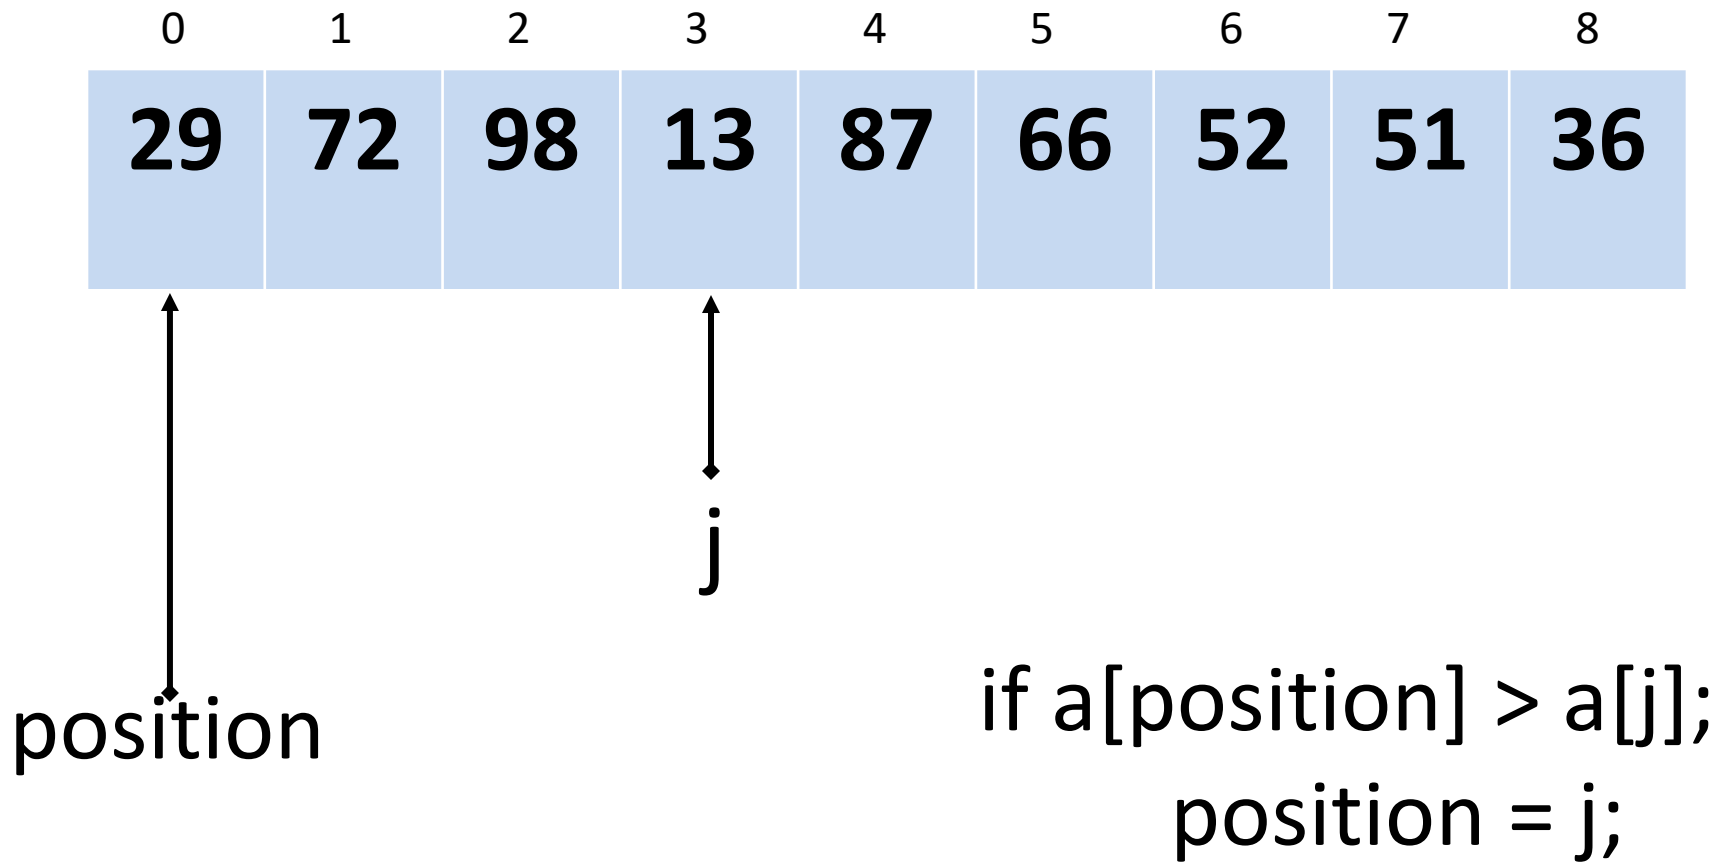 0 1 2 3 4 5 6 7 8
29 72 98 13 87 66 52 51 36
j
position
if a[position] > a[j];
position = j;